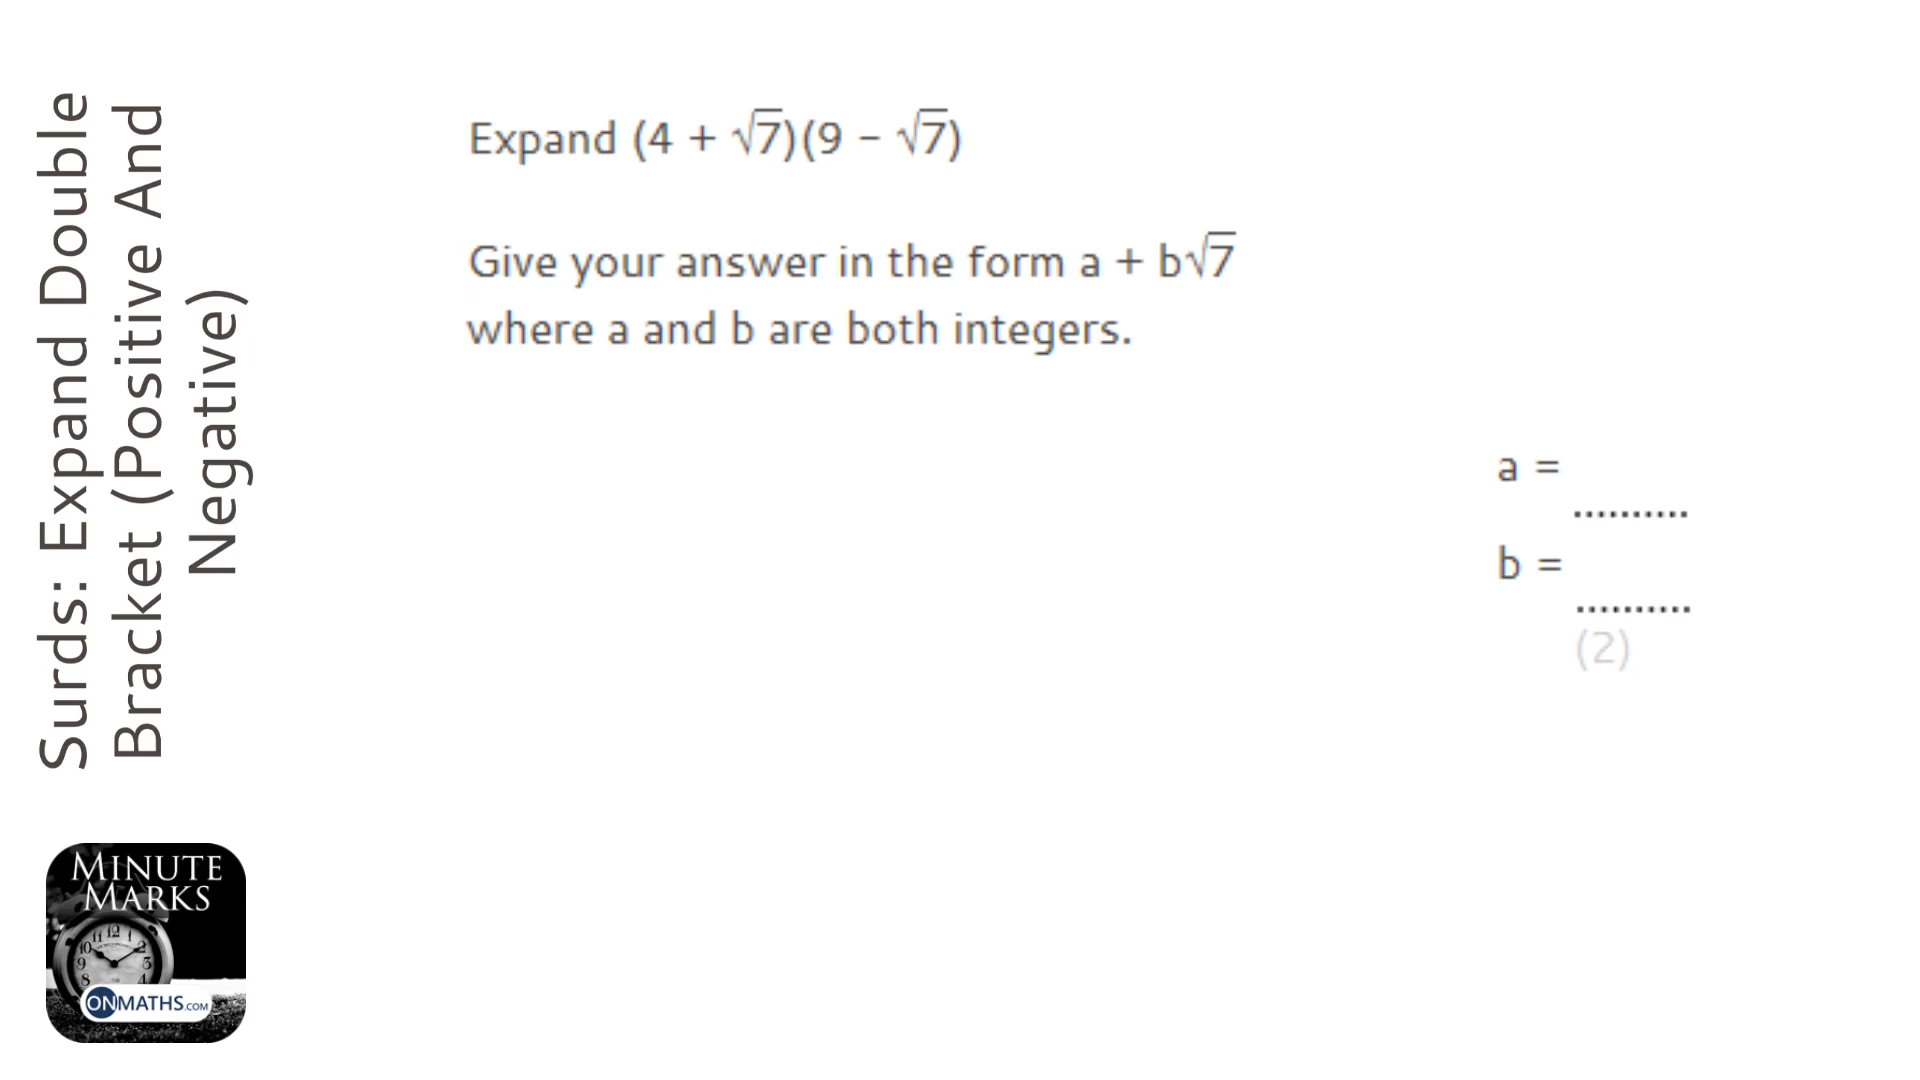 Surds: Expand Double
Bracket (Positive And
Negative)
Expand (4 + √7)(9 − √7)
Give your answer in the form a + b√7
where a and b are both integers.
a =
..........
b =
..........
(2)
MINUTE
MARKS
ONMATHS.COM